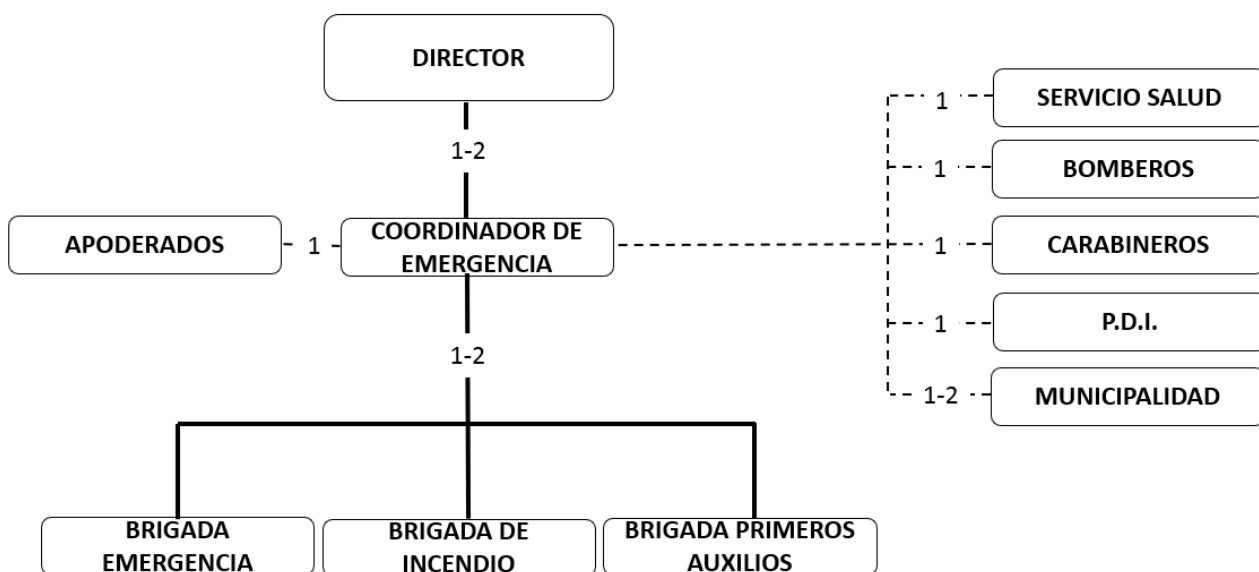 DIRECTOR
1-2
APODERADOS
1
COORDINADOR DE
EMERGENCIA
1
SERVICIO SALUD
1
BOMBEROS
1
CARABINEROS
1
P.D.I.
1-2
MUNICIPALIDAD
1-2
BRIGADA
EMERGENCIA
BRIGADA DE
INCENDIO
BRIGADA PRIMEROS
AUXILIOS